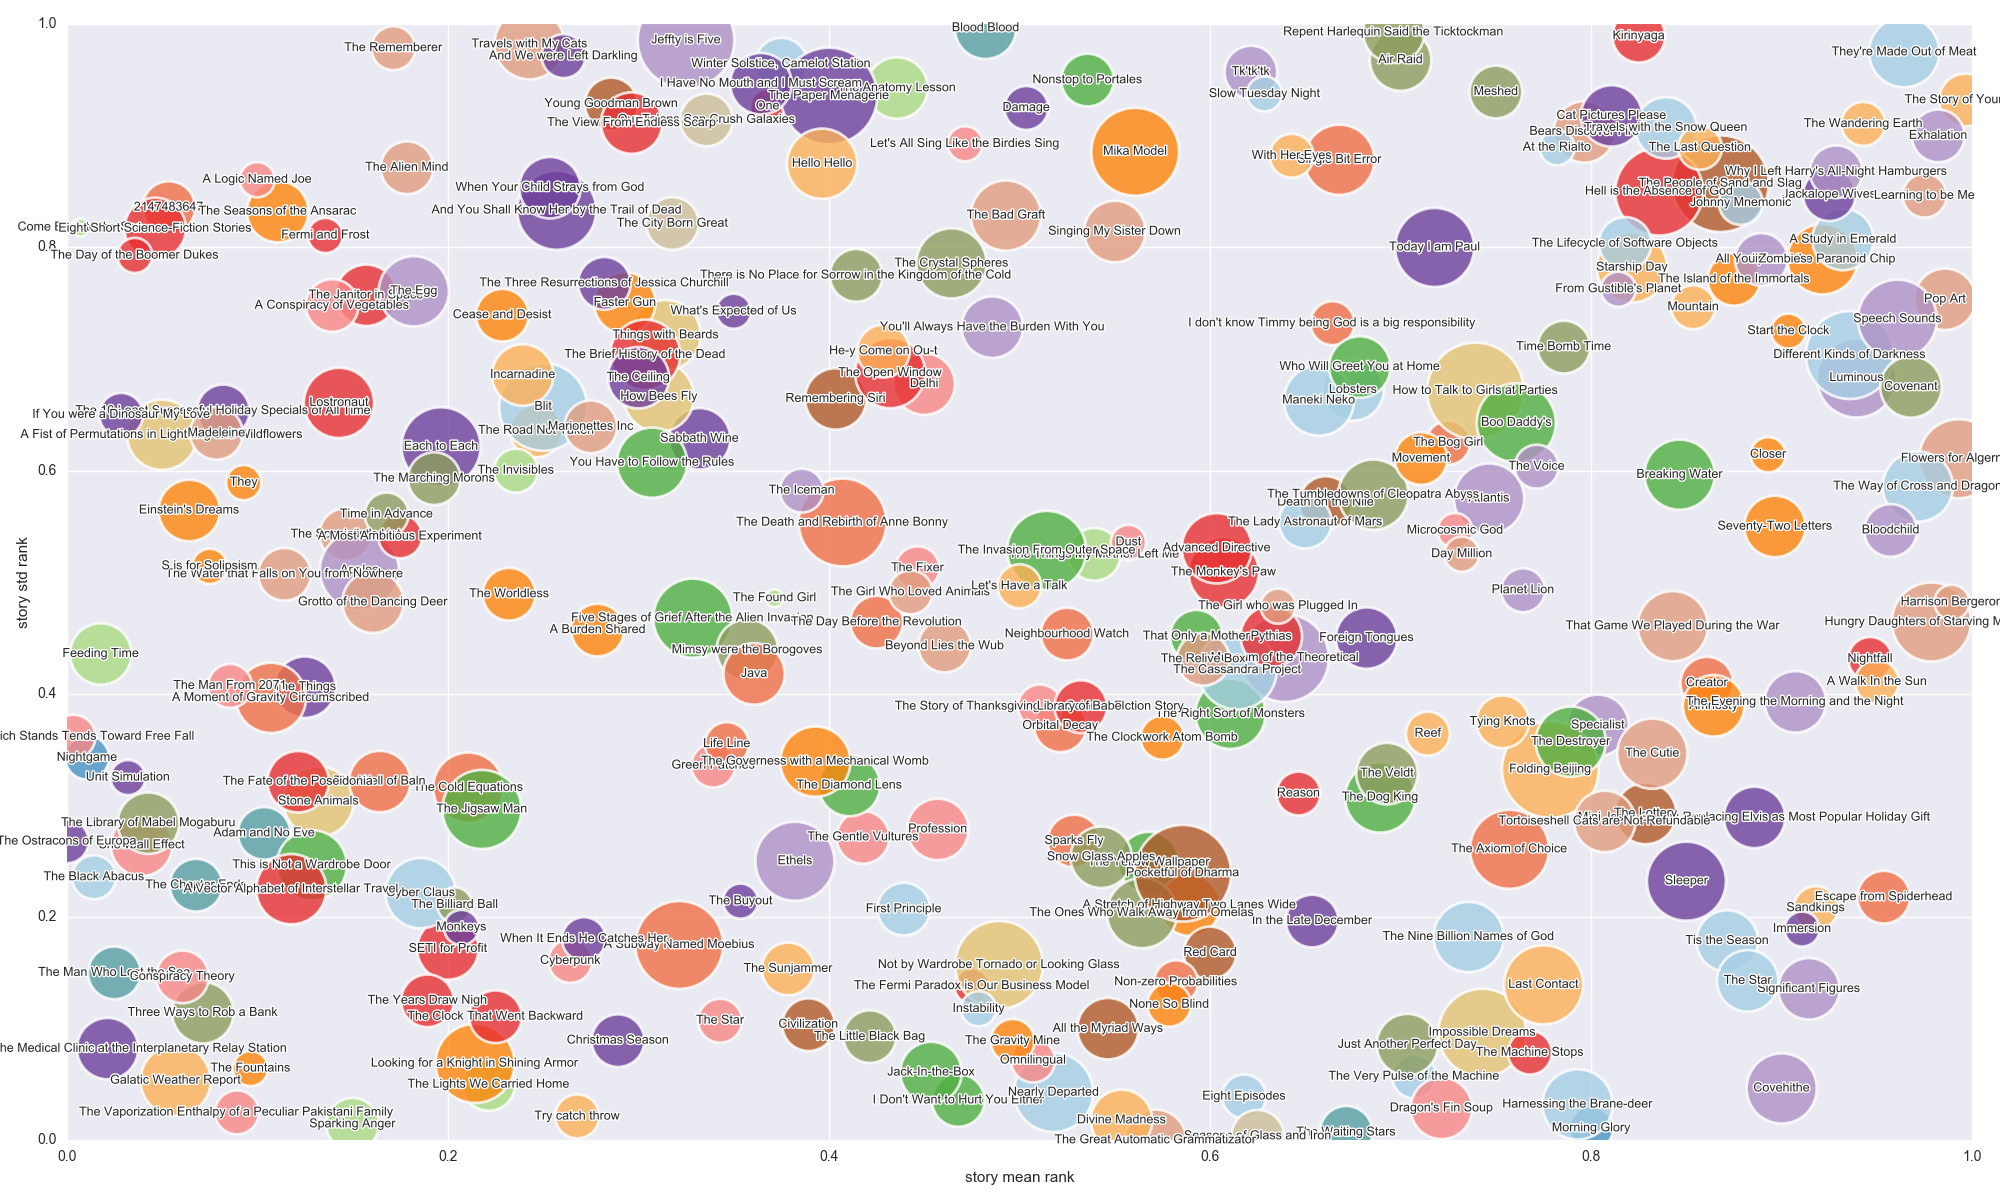 1.0
Blood Blood
Repent Harlequin Said the Ticktockman
Kirinyaga
Jeffty is Five
The Rememerer
Travels with My Cats
And We were Left Darkling
They're Made Out of Meat
Air Raid
Winter Solstice, Camelot Station
Tk'tk'tk
Nonstop to Portales
I Have No Mouth and I Must Scream
Anatomy Lesson
Slow Tuesday Night
Meshed
The Paper Menagerie
The Story of Your
Young Goodman Brown
One
Damage
Cat Pictures Please
Crush Galaxies
The View From Endless Scarp
The Wandering Earth
Travels with the Snow Queen
Bears Discover
Exhalation
Let's All Sing Like the Birdies Sing
At the Rialto
The Last Question
Mika Model
With Her Eyes
Bit Error
Hello Hello
The Alien Mind
Why I Left Harry's All-Night Hamburgers
A Logic Named Joe
The People of Sand and Slag
When Your Child Strays from God
Hell is the Absence of God
Jackalope Wives
Learning to be Me
Johnny Mnemonic
2147483647
The Seasons of the Ansarac
And You Shall Know Her by the Trail of Dead
The Bad Graft
The City Born Great
Come
Eight Short Science-Fiction Stories
Singing My Sister Down
Fermi and Frost
A Study in Emerald
The Lifecycle of Software Objects
0.8
Today I am Paul
The Day of the Boomer Dukes
All You Zombies
Paranoid Chip
The Crystal Spheres
Starship Day
There is No Place for Sorrow in the Kingdom of the Cold
The Island of the Immortals
The Three Resurrections of Jessica Churchill
From Gustible's Planet
The Egg
The Janitor in Space
Pop Art
A Conspiracy of Vegetables
Faster Gun
Mountain
What's Expected of Us
Cease and Desist
Speech Sounds
I don't know Timmy being God is a big responsibility
You'll Always Have the Burden With You
Start the Clock
Things with Beards
Time Bomb Time
He-y Come on Ou-t
The Brief History of the Dead
Different Kinds of Darkness
Who Will Greet You at Home
The Open Window
Incarnadine
The Ceiling
Luminous
Delhi
Covenant
Lobsters
How to Talk to Girls at Parties
How Bees Fly
Remembering Siri
Maneki Neko
Lostronaut
Blit
Successful Holiday Specials of All Time
If You were a Dinosaur My Love
Boo Daddy's
Marionettes Inc
The Road Not Taken
Madeleine
A Fist of Permutations in Lightning and Wildflowers
Sabbath Wine
The Bog Girl
Each to Each
Closer
Movement
Flowers for Algern
You Have to Follow the Rules
The Voice
0.6
The Invisibles
Breaking Water
The Marching Morons
They
The Way of Cross and Dragon
The Iceman
The Tumbledowns of Cleopatra Abyss
Atlantis
Death on the Nile
Einstein's Dreams
Time in Advance
The Death and Rebirth of Anne Bonny
The Lady Astronaut of Mars
Seventy-Two Letters
Microcosmic God
Bloodchild
A Most Ambitious Experiment
Dust
Advanced Directive
The Invasion From Outer Space
The Things My Mother Left Me
Day Million
S is for Solipsism
The Fixer
The Water that Falls on You from Nowhere
The Monkey's Paw
Let's Have a Talk
Planet Lion
The Girl Who Loved Animals
The Worldless
The Found Girl
Grotto of the Dancing Deer
Harrison Bergeron
The Girl who was Plugged In
Five Stages of Grief After the Alien Invasion
The Day Before the Revolution
Hungry Daughters of Starving M
That Game We Played During the War
A Burden Shared
Neighbourhood Watch
That Only a Mother
Pythias
Foreign Tongues
Beyond Lies the Wub
Mimsy were the Borogoves
Feeding Time
of the Theoretical
The Relive Box
Nightfall
The Cassandra Project
Java
A Walk In the Sun
Creator
The Man From 2071
The Things
A Moment of Gravity Circumscribed
0.4
The Evening the Morning and the Night
Amnesty
The Story of Thanksgiving
Library of Babel
ction Story
The Right Sort of Monsters
Tying Knots
Specialist
Orbital Decay
ich Stands Tends Toward Free Fall
The Clockwork Atom Bomb
Reef
The Destroyer
Life Line
The Cutie
Nightgame
The Governess with a Mechanical Womb
Green Patches
Folding Beijing
The Veldt
Unit Simulation
The Fate of the Poseidonia
ll of Baln
The Diamond Lens
The Cold Equations
Reason
The Dog King
Stone Animals
The Jigsaw Man
The Lottery
acing Elvis as Most Popular Holiday Gift
Tortoiseshell Cats are Not Refundable
The Library of Mabel Mogaburu
Profession
Adam and No Eve
The Gentle Vultures
The Ostracons of Europa
Sparks Fly
Snowball Effect
The Axiom of Choice
Snow Glass Apples
Ethels
The Yellow Wallpaper
This is Not a Wardrobe Door
Pocketful of Dharma
The Black Abacus
Sleeper
A Vector Alphabet of Interstellar Travel
Cyber Claus
Escape from Spiderhead
The Buyout
The Billiard Ball
A Stretch of Highway Two Lanes Wide
Sandkings
First Principle
The Ones Who Walk Away from Omelas
0.2
In the Late December
Monkeys
Immersion
When It Ends He Catches Her
The Nine Billion Names of God
Tis the Season
A Subway Named Moebius
SETI for Profit
Red Card
Cyberpunk
Not by Wardrobe Tornado or Looking Glass
The Sunjammer
The Man Who Lost the Sea
Conspiracy Theory
Non-zero Probabilities
The Star
Last Contact
The Fermi Paradox is Our Business Model
Significant Figures
The Years Draw Nigh
None So Blind
Instability
Three Ways to Rob a Bank
The Clock That Went Backward
The Star
Civilization
All the Myriad Ways
Impossible Dreams
The Little Black Bag
Christmas Season
The Gravity Mine
Just Another Perfect Day
he Medical Clinic at the Interplanetary Relay Station
The Machine Stops
Omnilingual
Looking for a Knight in Shining Armor
The Fountains
Jack-In-the-Box
The Very Pulse of the Machine
Galatic Weather Report
The Lights We Carried Home
Covehithe
Nearly Departed
Eight Episodes
I Don't Want to Hurt You Either
Harnessing the Brane-deer
Dragon's Fin Soup
The Vaporization Enthalpy of a Peculiar Pakistani Family
Try catch throw
Divine Madness
Sparking Anger
Morning Glory
The Waiting Stars
of Glass and Iron
The Great Automatic Grammatizator
0.0
0.0
0.2
0.4
0.6
0.8
1.0
story mean rank
story std rank